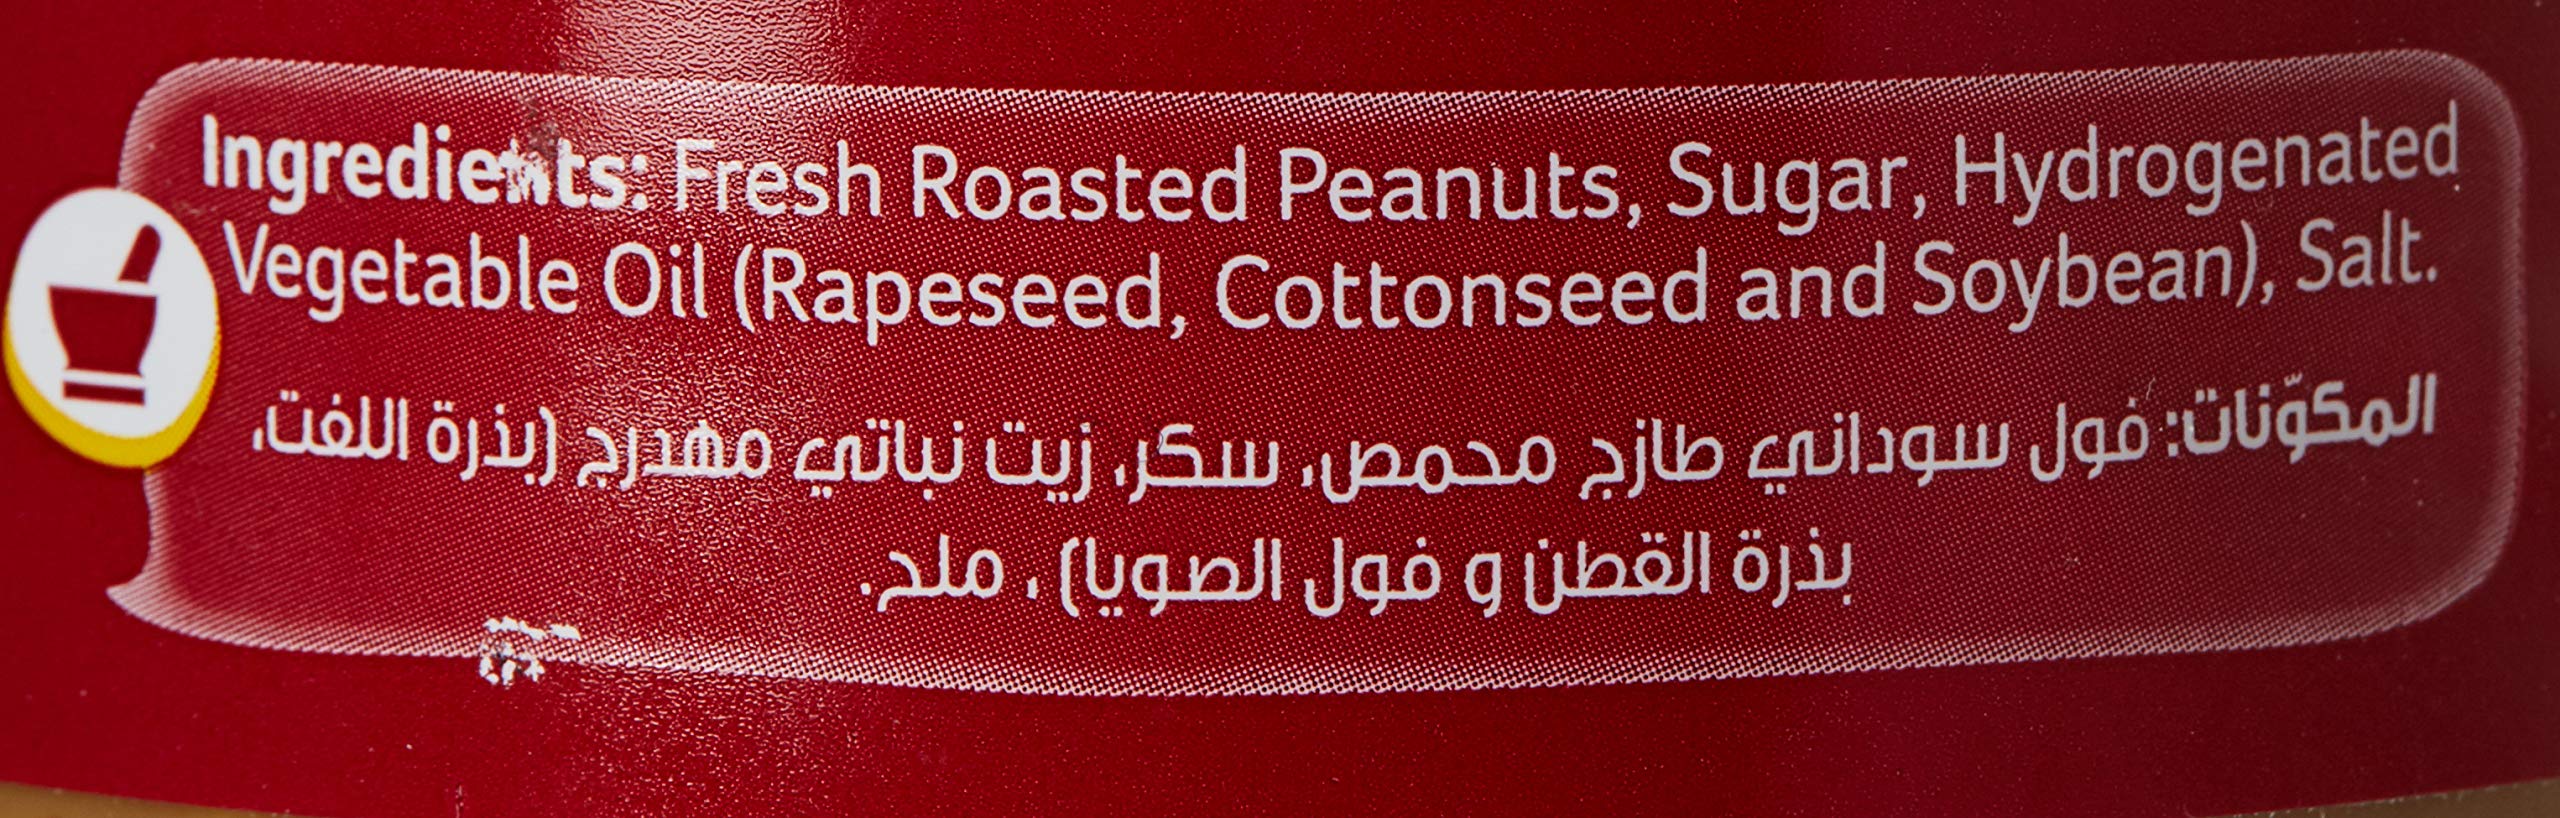 Ingredients: Fresh Roasted Peanuts, Sugar, Hydrogenated
Vegetable Oil (Rapeseed, Cottonseed and Soybean), Salt.
المكوّنات: فول سوداني طازج محمص، سكر، زيت نباتي مهدرج (بذرة اللفت،
بذرة القطن و فول الصويا) ، ملح.